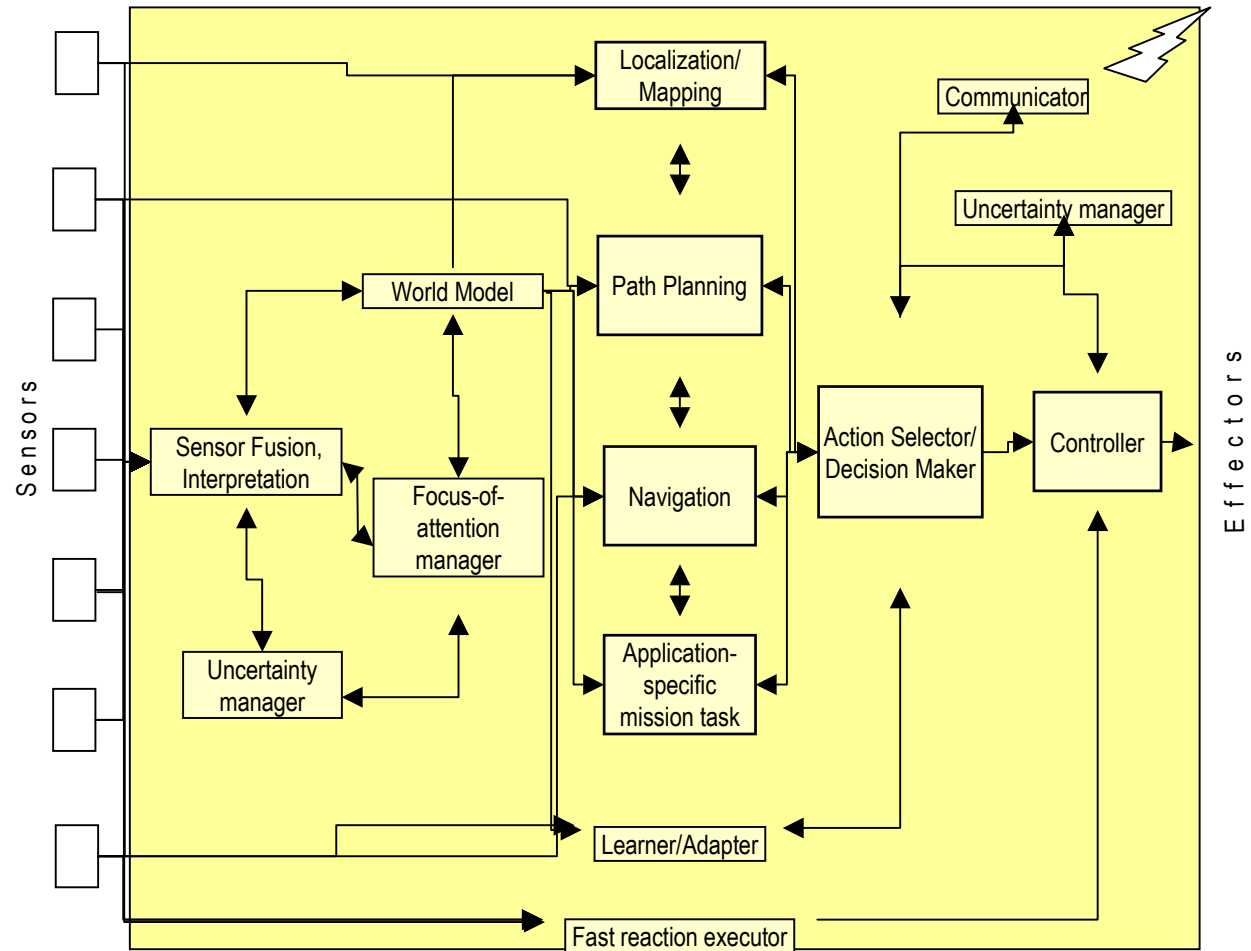 Localization/
Mapping
Communicator
Uncertainty manager
World Model
Path Planning
Sensors
Effectors
Sensor Fusion,
Interpretation
Focus-of-
attention
manager
Navigation
Action Selector/
Decision Maker
Controller
Uncertainty
manager
Application-
specific
mission task
Learner/Adapter
Fast reaction executor